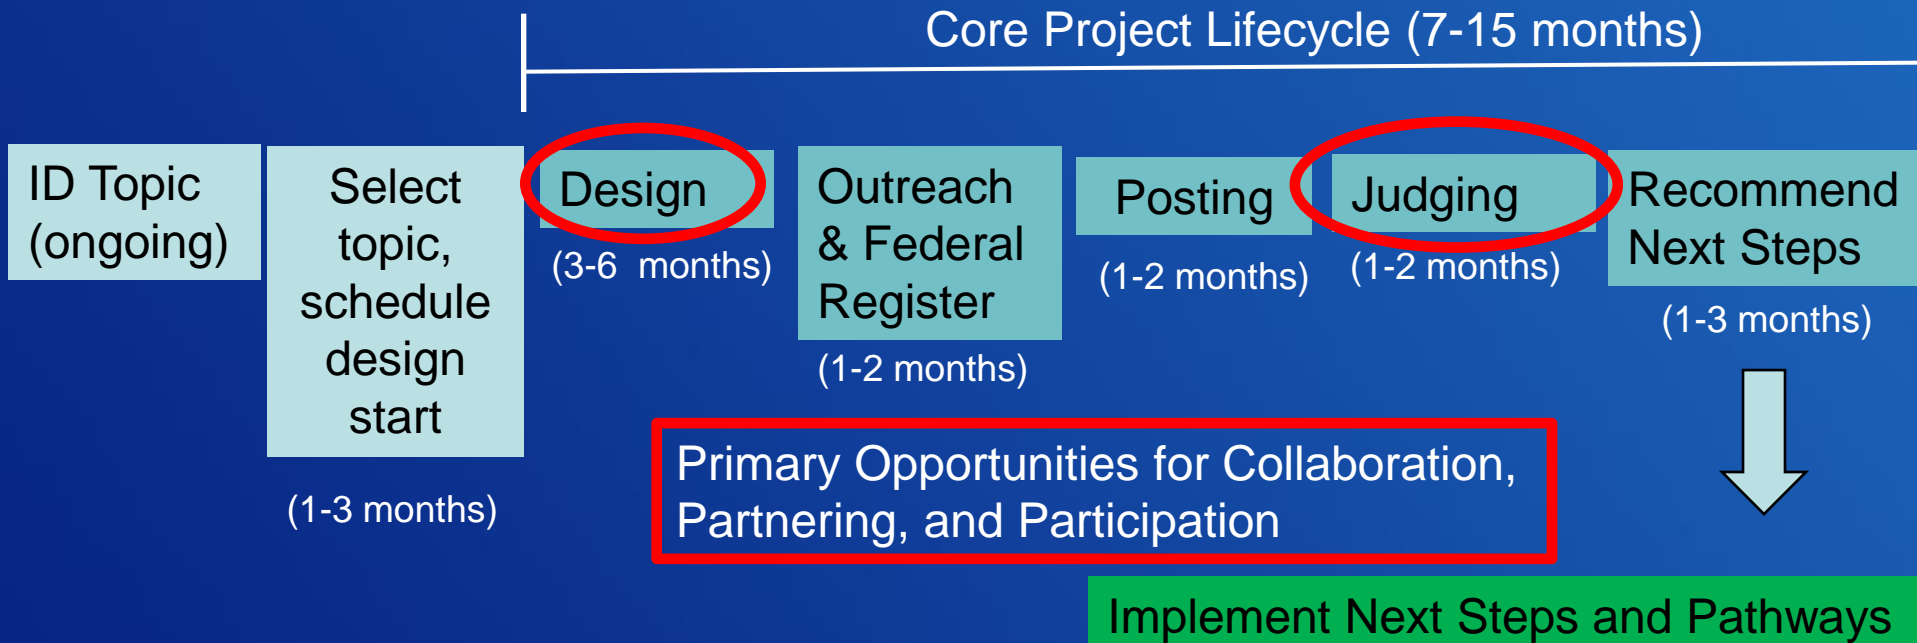 Core Project Lifecycle (7-15 months)
ID Topic
(ongoing)
Select
topic,
schedule
design
start
(1-3 months)
Design
(3-6  months)
Outreach
& Federal
Register
(1-2 months)
Posting
(1-2 months)
Judging
(1-2 months)
Recommend
Next Steps
(1-3 months)
Primary Opportunities for Collaboration,
Partnering, and Participation
Implement Next Steps and Pathways